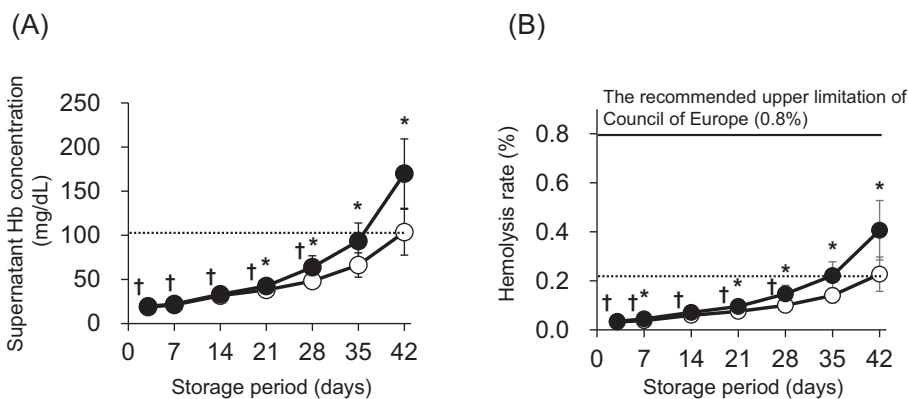 (A)
Supernatant Hb concentration
(mg/dL)
250
200
150
100
50
0
*
*
† *
† *
†
†
†
0 7 14 21 28 35 42
Storage period (days)
(B)
The recommended upper limitation of
Council of Europe (0.8%)
Hemolysis rate (%)
0.8
0.6
0.4
0.2
0.0
*
*
† *
† *
†
† *
†
0 7 14 21 28 35 42
Storage period (days)